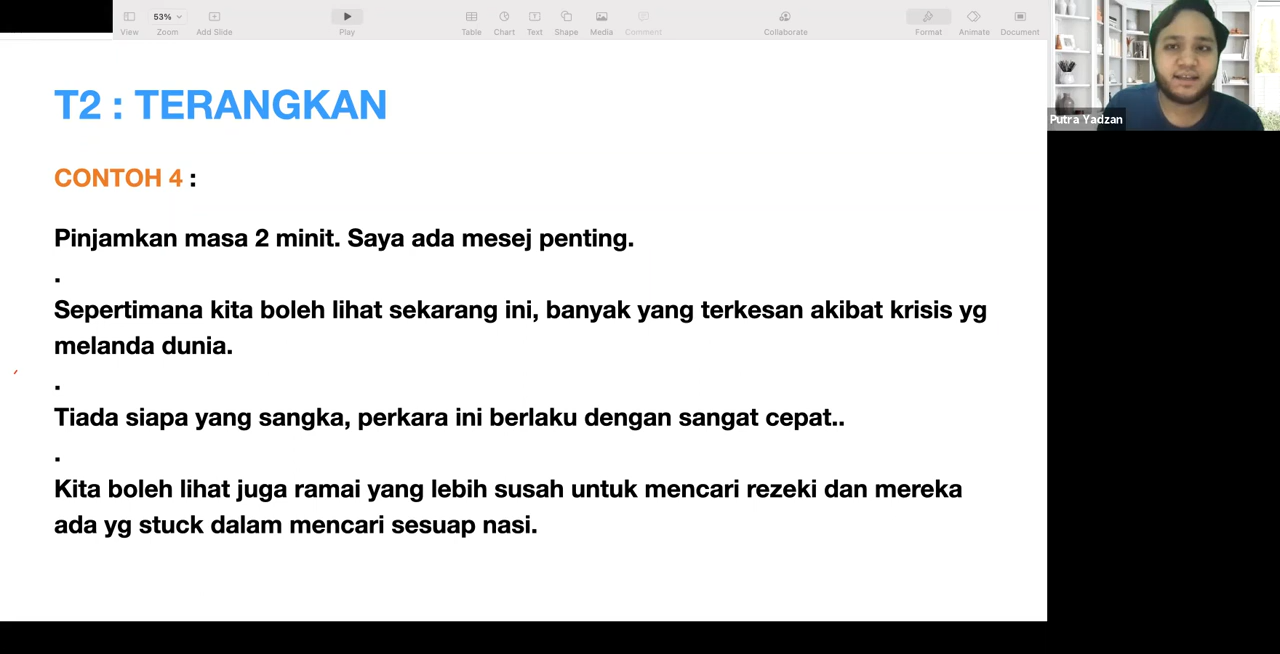 53%
View
Zoom
Add Slide
Play
Table
Chart
Text
Shape
Media
Comment
Collaborate
Format
Animate
Document
Putra Yadzan
T2 : TERANGKAN
CONTOH 4 :
Pinjamkan masa 2 minit. Saya ada mesej penting.
.
Sepertimana kita boleh lihat sekarang ini, banyak yang terkesan akibat krisis yg
melanda dunia.
.
Tiada siapa yang sangka, perkara ini berlaku dengan sangat cepat..
.
Kita boleh lihat juga ramai yang lebih susah untuk mencari rezeki dan mereka
ada yg stuck dalam mencari sesuap nasi.